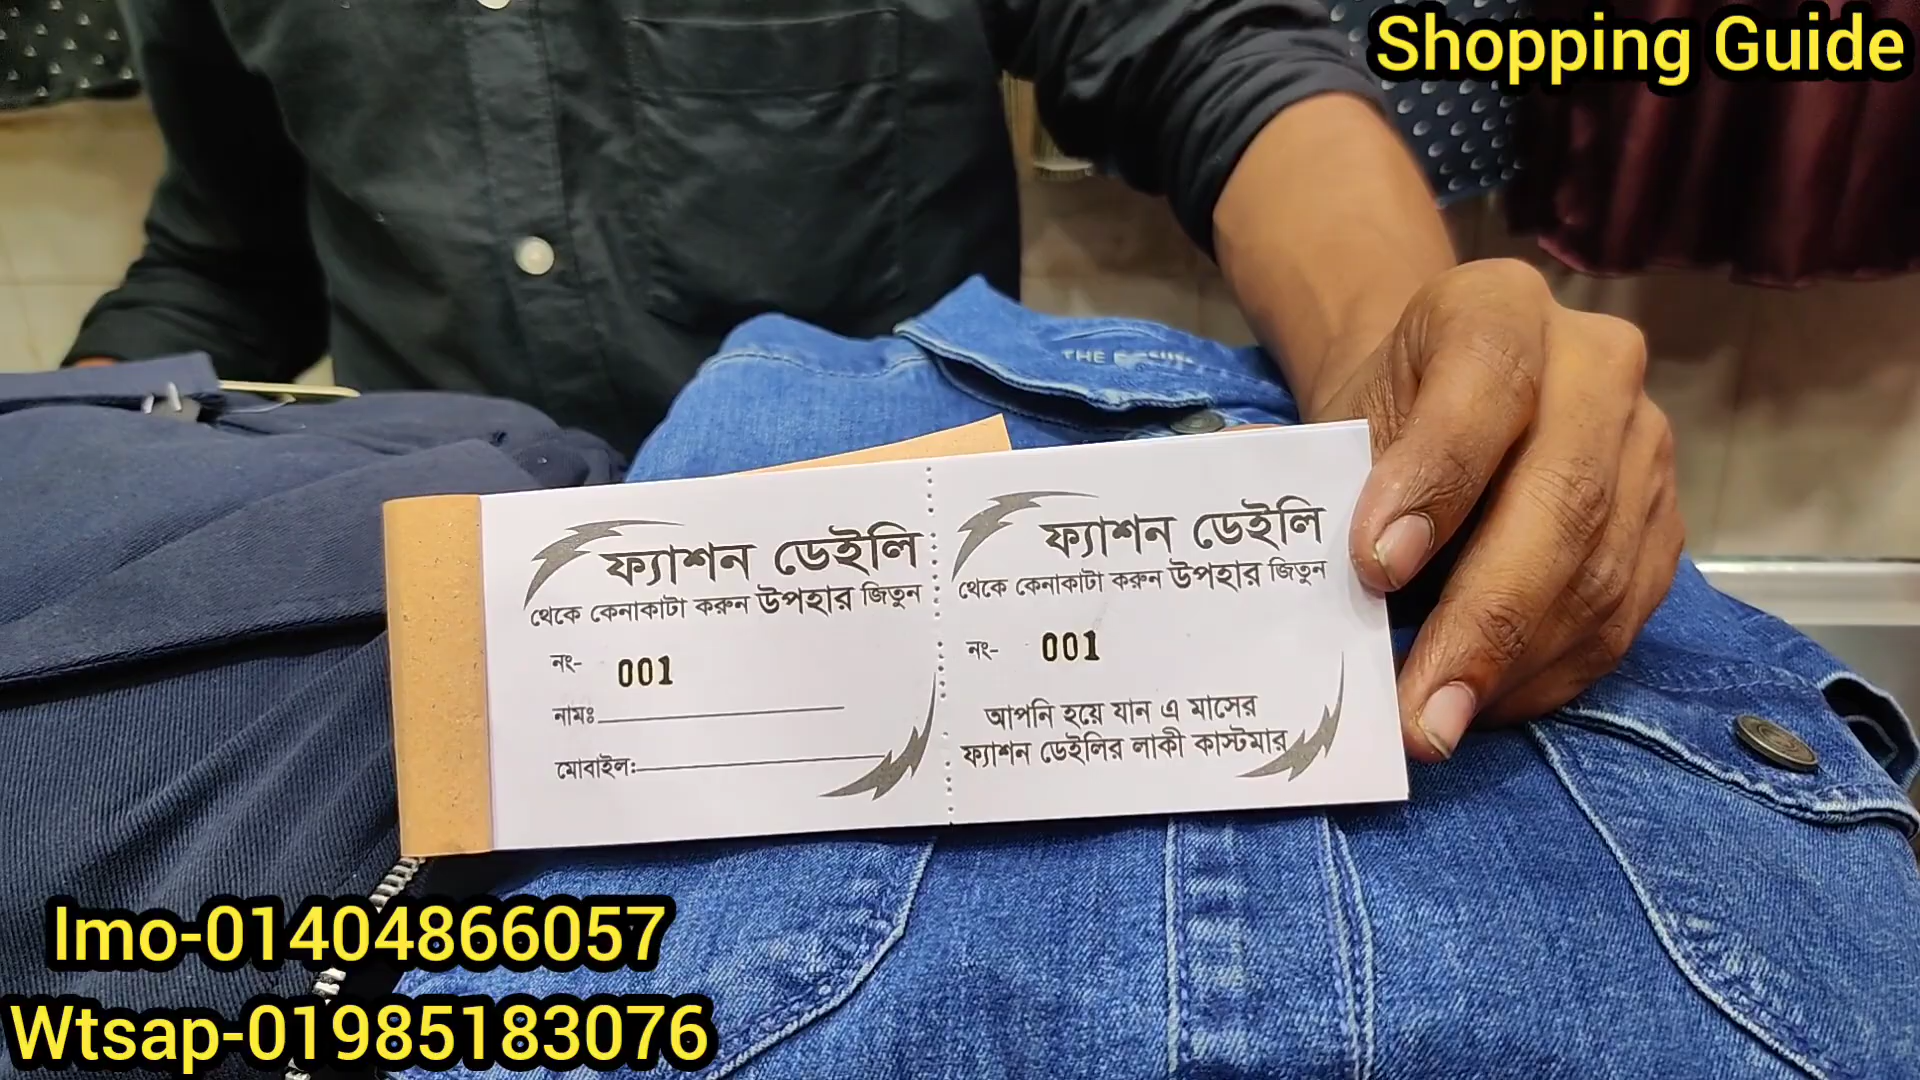 Shopping Guide
THE
ফ্যাশন ডেইলি
থেকে কেনাকাটা করুন উপহার জিতুন
নং- 001
নামঃ
মোবাইল:
ফ্যাশন ডেইলি
থেকে কেনাকাটা করুন উপহার জিতুন
নং- 001
আপনি হয়ে যান এ মাসের
ফ্যাশন ডেইলির লাকী কাস্টমার
Imo-01404866057
Wtsap-01985183076